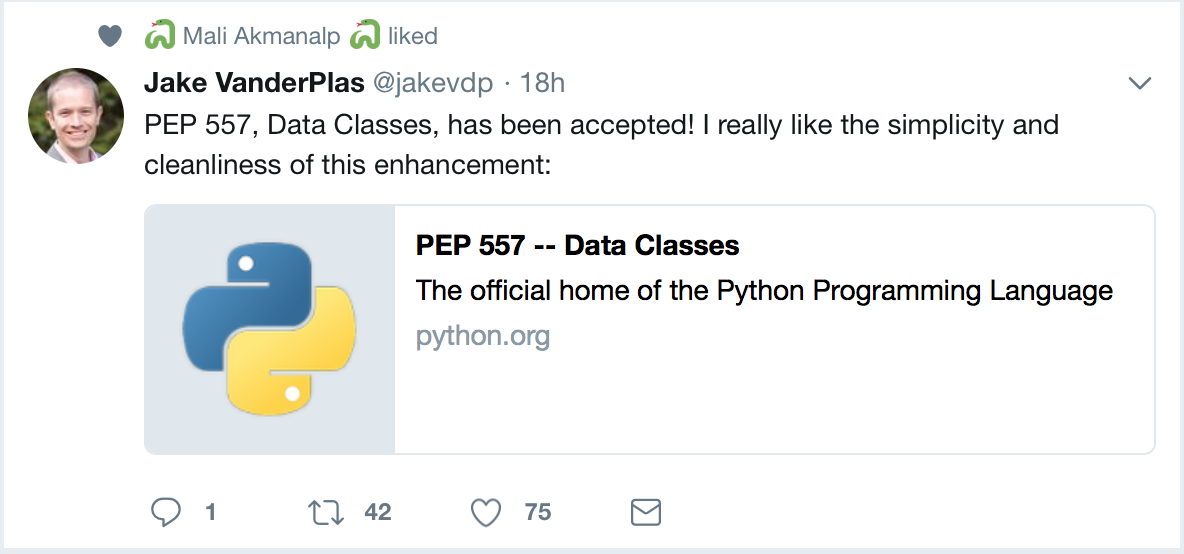 Mali Akmanalp liked
Jake VanderPlas @jakevdp · 18h
PEP 557, Data Classes, has been accepted! I really like the simplicity and
cleanliness of this enhancement:
PEP 557 -- Data Classes
The official home of the Python Programming Language
python.org
1 42 75